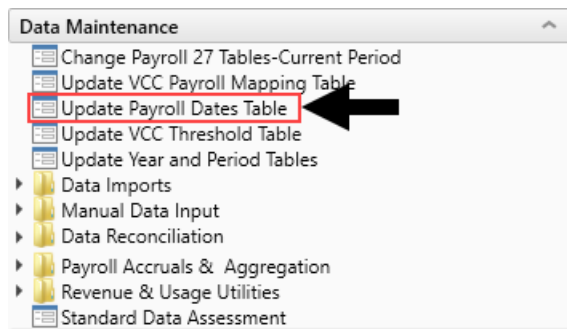 Data Maintenance
Change Payroll 27 Tables-Current Period
Update VCC Payroll Mapping Table
Update Payroll Dates Table
Update VCC Threshold Table
Update Year and Period Tables
Data Imports
Manual Data Input
Data Reconciliation
Payroll Accruals & Aggregation
Revenue & Usage Utilities
Standard Data Assessment